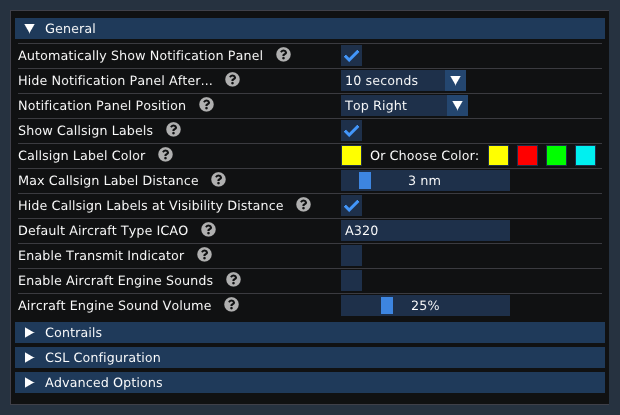 General
Automatically Show Notification Panel
Hide Notification Panel After... 10 seconds
Notification Panel Position Top Right
Show Callsign Labels
Callsign Label Color Or Choose Color:
Max Callsign Label Distance 3 nm
Hide Callsign Labels at Visibility Distance
Default Aircraft Type ICAO A320
Enable Transmit Indicator
Enable Aircraft Engine Sounds
Aircraft Engine Sound Volume 25%
Contrails
CSL Configuration
Advanced Options